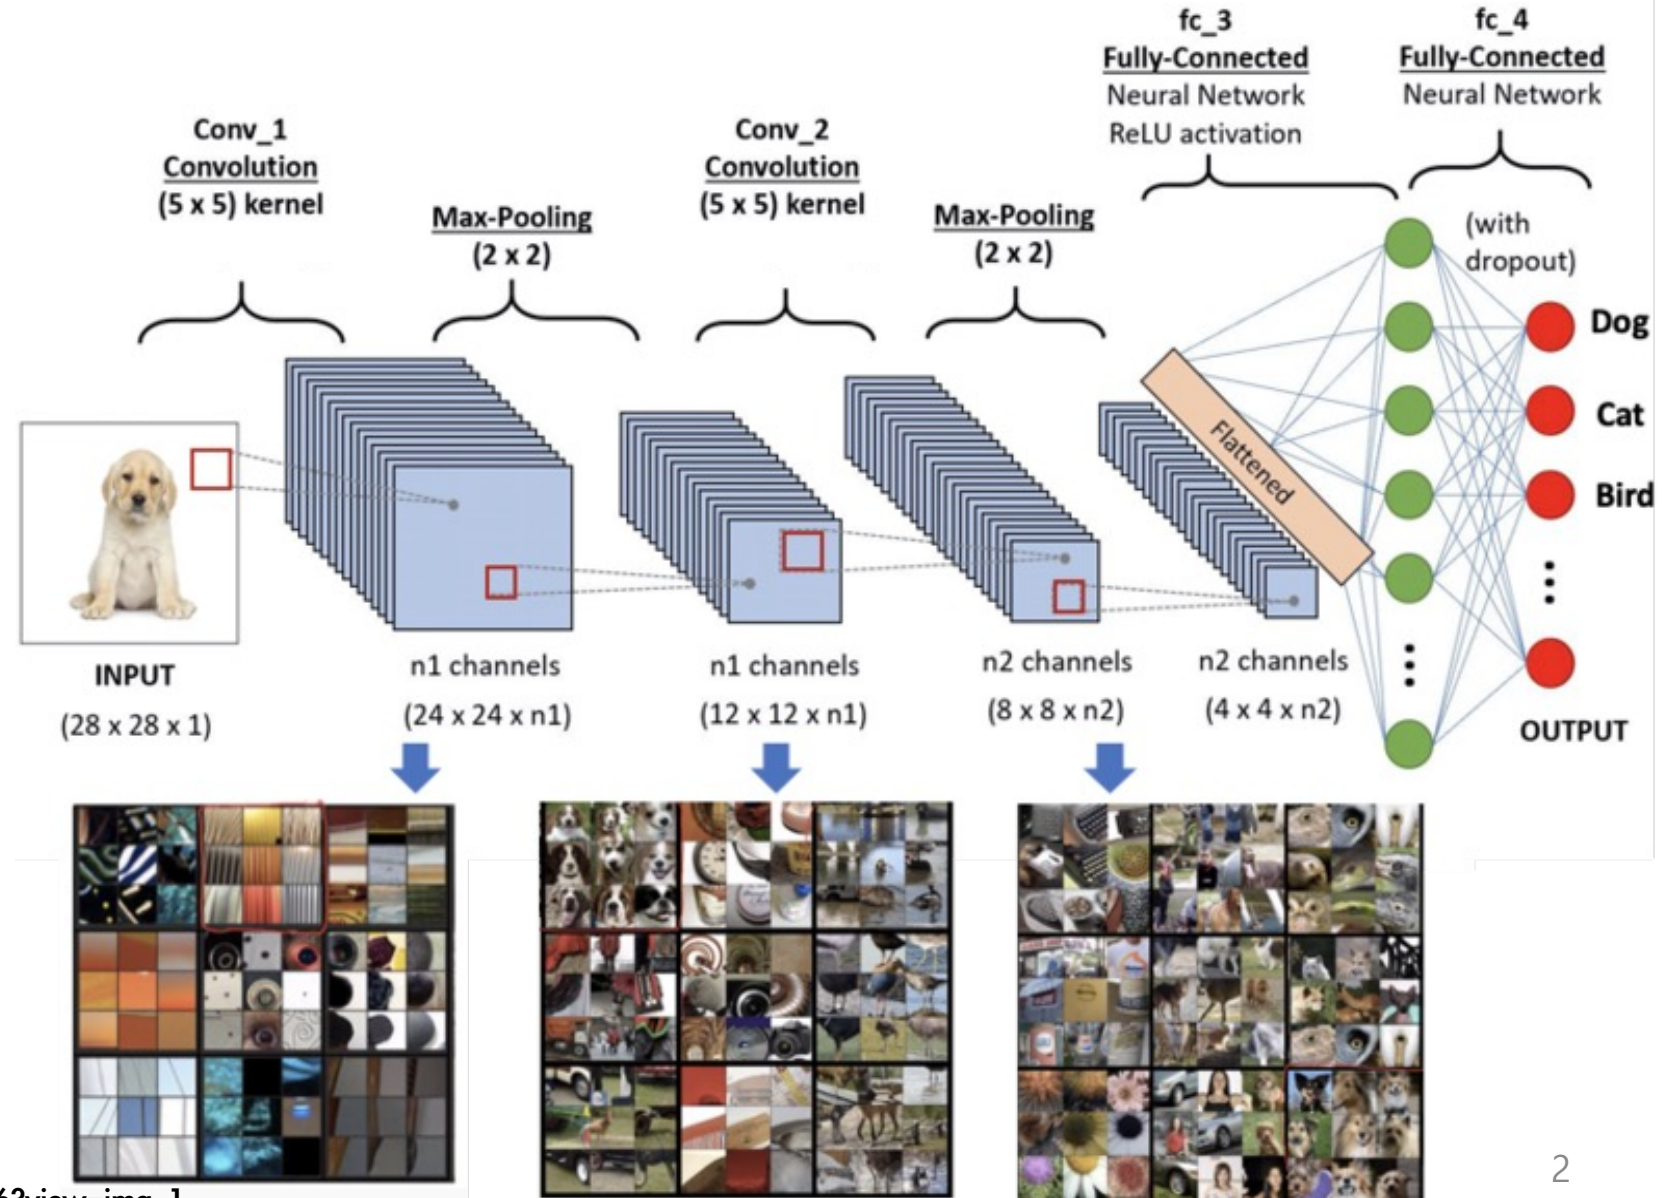 fc_3
Fully-Connected
Neural Network
ReLU activation
fc_4
Fully-Connected
Neural Network
Conv_1
Convolution
(5 x 5) kernel
Max-Pooling
(2 x 2)
Conv_2
Convolution
(5 x 5) kernel
Max-Pooling
(2 x 2)
(with
dropout)
Flattened
Dog
Cat
Bird
OUTPUT
INPUT
(28 x 28 x 1)
n1 channels
(24 x 24 x n1)
n1 channels
(12 x 12 x n1)
n2 channels
(8 x 8 x n2)
n2 channels
(4 x 4 x n2)
2